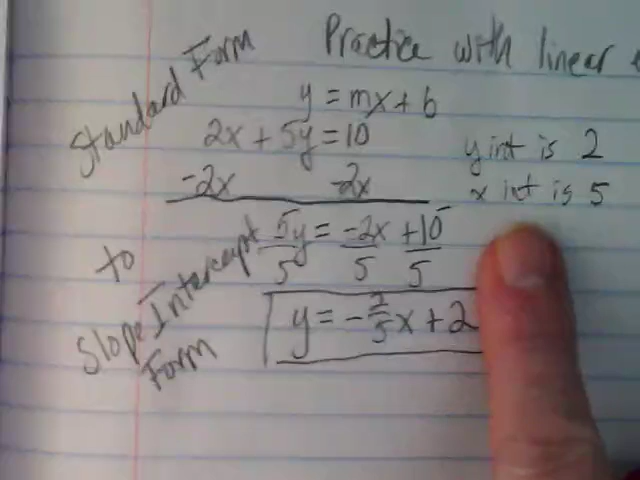 Practice with linear
Standard Form
y = mx + b
2x + 5y = 10
y int is 2
-2x -2x
x int is 5
to
5y = -2x + 10
5 5 5
Slope Intercept
Form
y = -2/5x + 2